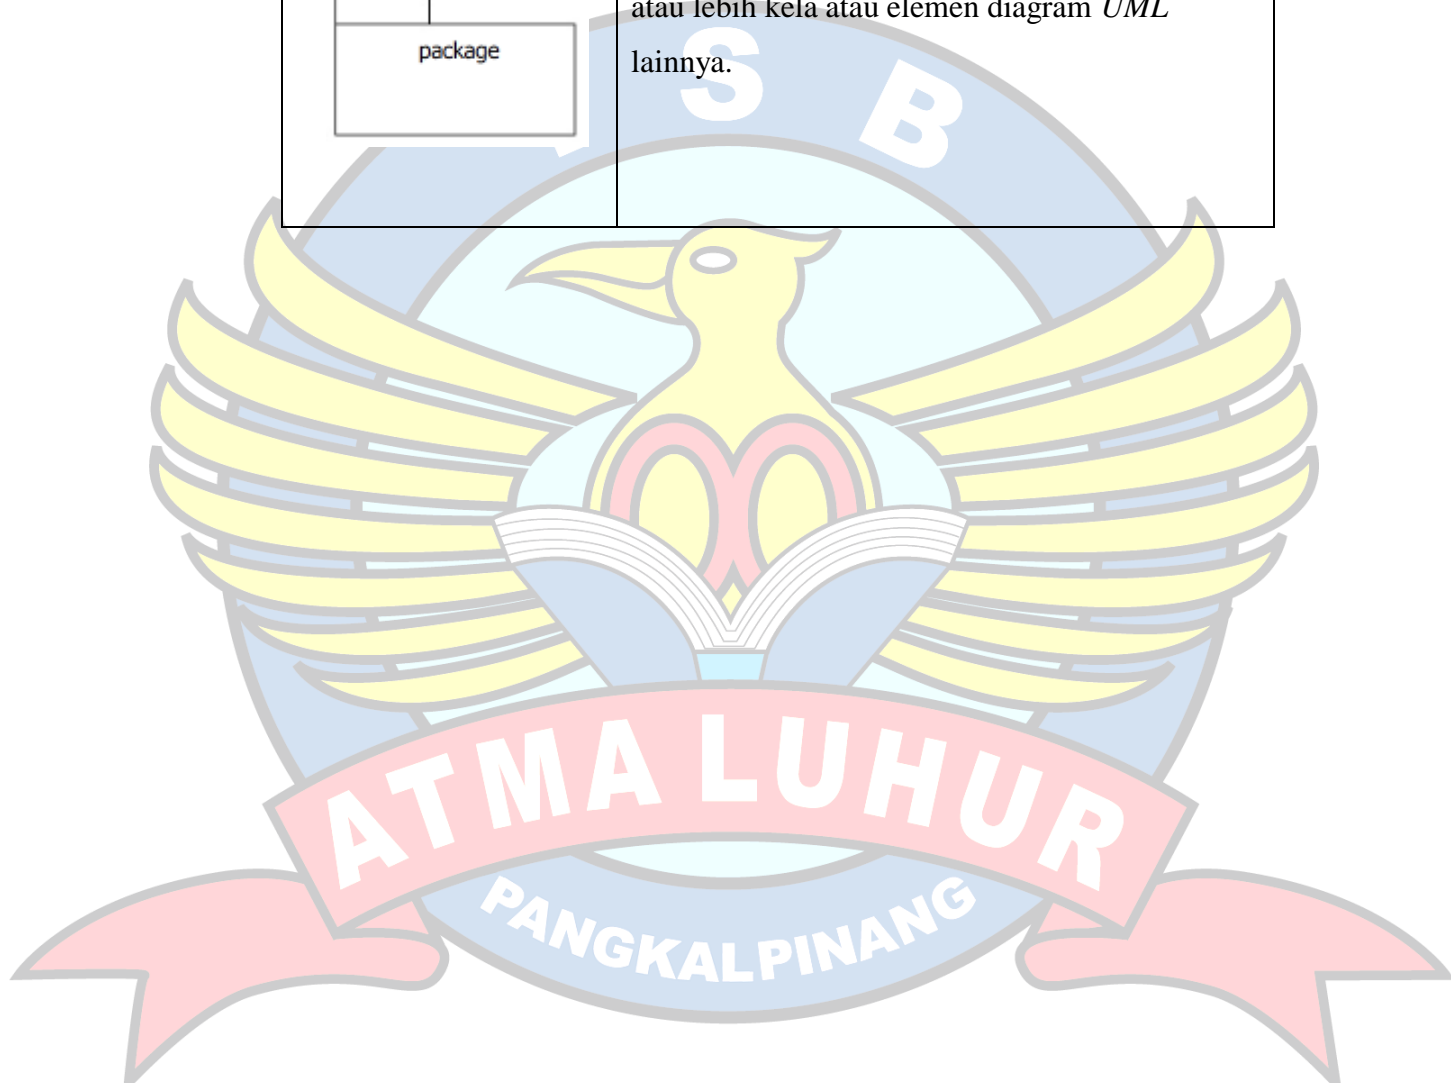 atau lebih kela atau elemen diagram UML
package
lainnya.
S B
ATMA LUHUR
PANGKALPINANG